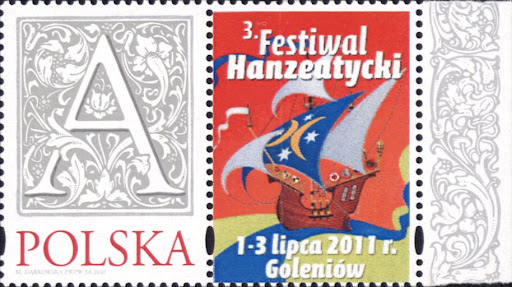 A
POLSKA
3. Festiwal
Hanzeatycki
1-3 lipca 2011 r.
Goleniów